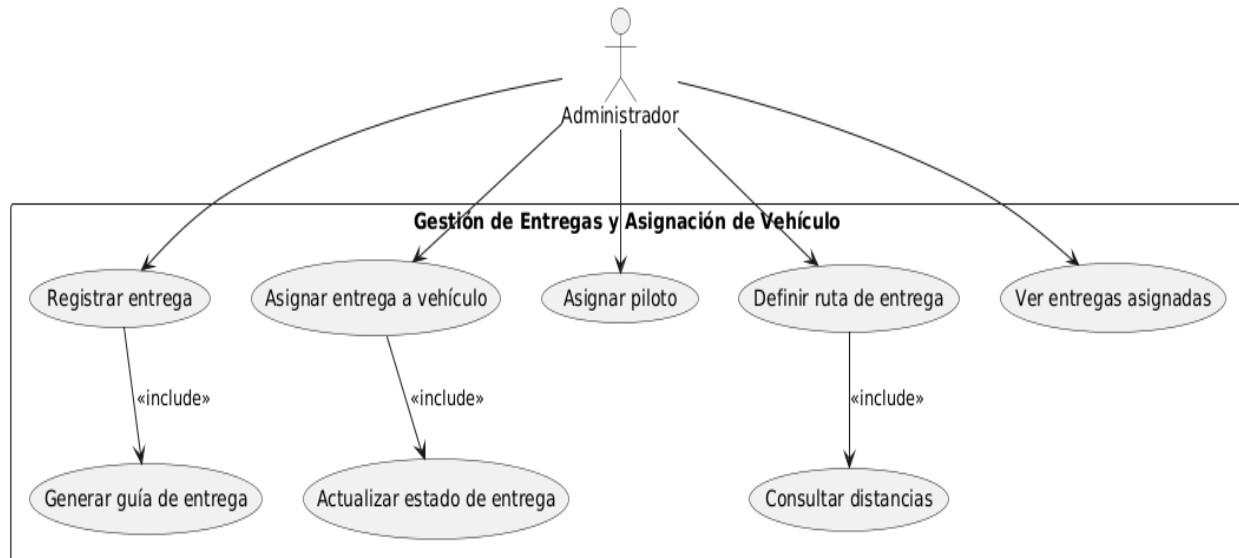 Administrador
Gestión de Entregas y Asignación de Vehículo
Registrar entrega
Asignar entrega a vehículo
Asignar piloto
Definir ruta de entrega
Ver entregas asignadas
«include»
«include»
«include»
Generar guía de entrega
Actualizar estado de entrega
Consultar distancias